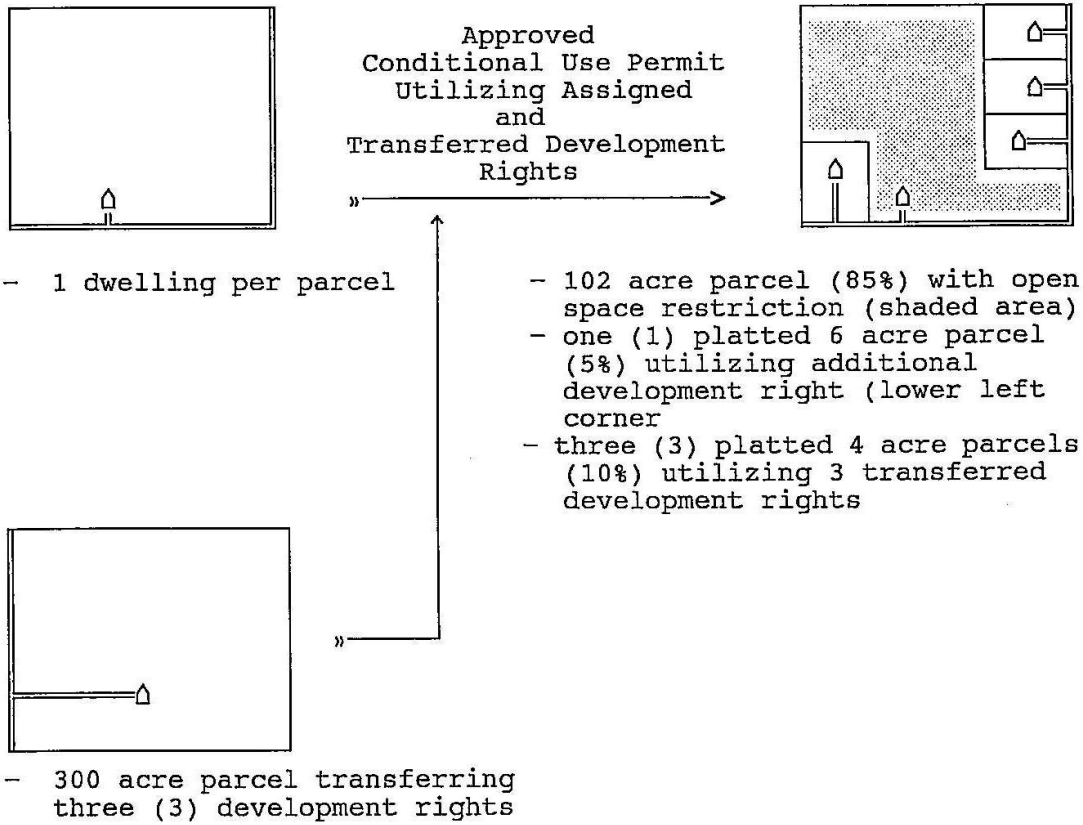 Approved
Conditional Use Permit
Utilizing Assigned
and
Transferred Development
Rights
- 1 dwelling per parcel
- 102 acre parcel (85%) with open
space restriction (shaded area)
- one (1) platted 6 acre parcel
(5%) utilizing additional
development right (lower left
corner
- three (3) platted 4 acre parcels
(10%) utilizing 3 transferred
development rights
- 300 acre parcel transferring
three (3) development rights